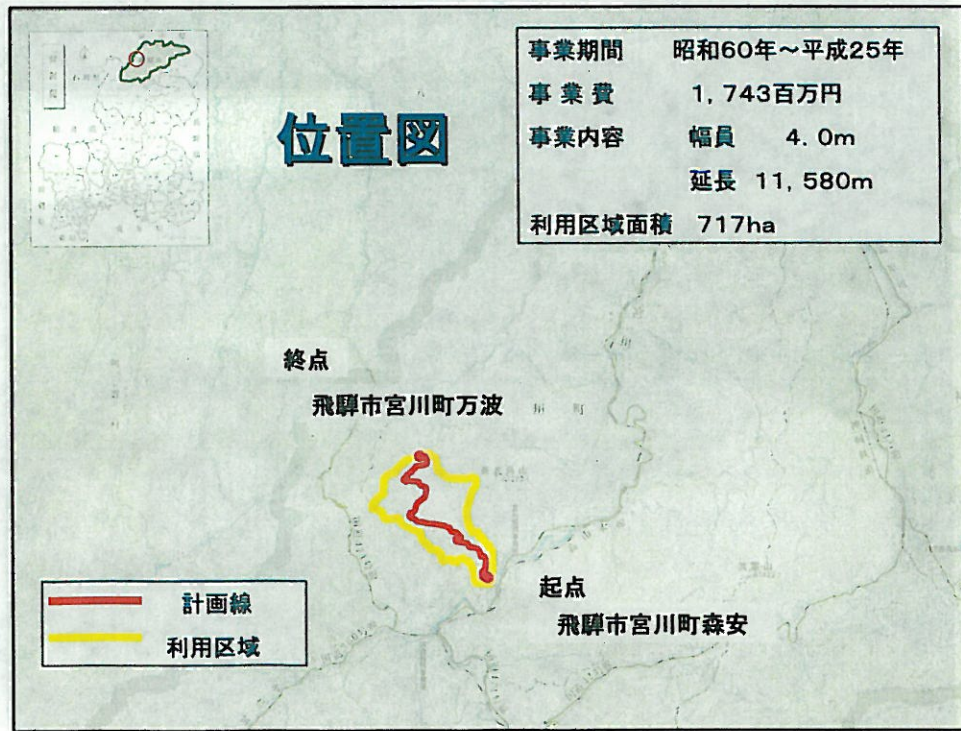 位置図
事業期間 昭和60年~平成25年
事業費 1,743百万円
事業内容 幅員 4.0m
延長 11,580m
利用区域面積 717ha
終点
飛騨市宮川町万波
起点
飛騨市宮川町森安
計画線
利用区域